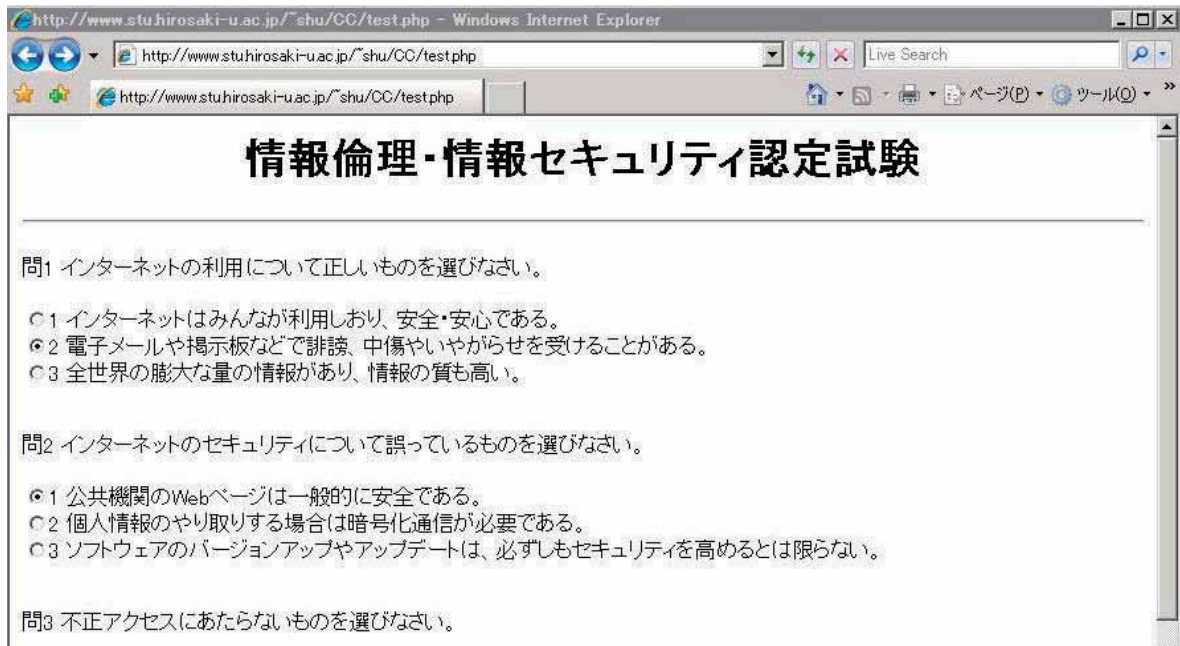 http://www.stu.hirosaki-u.ac.jp/~shu/CC/test.php - Windows Internet Explorer
http://www.stu.hirosaki-u.ac.jp/~shu/CC/test.php
Live Search
http://www.stu.hirosaki-u.ac.jp/~shu/CC/test.php
ページ(P)
ツール(O)
情報倫理・情報セキュリティ認定試験
問1 インターネットの利用について正しいものを選びなさい。
1 インターネットはみんなが利用しおり、安全・安心である。
2 電子メールや掲示板などで誹謗、中傷やいやがらせを受けることがある。
3 全世界の膨大な量の情報があり、情報の質も高い。
問2 インターネットのセキュリティについて誤っているものを選びなさい。
1 公共機関のWebページは一般的に安全である。
2 個人情報のやり取りする場合は暗号化通信が必要である。
3 ソフトウェアのバージョンアップやアップデートは、必ずしもセキュリティを高めるとは限らない。
問3 不正アクセスにあたらないものを選びなさい。